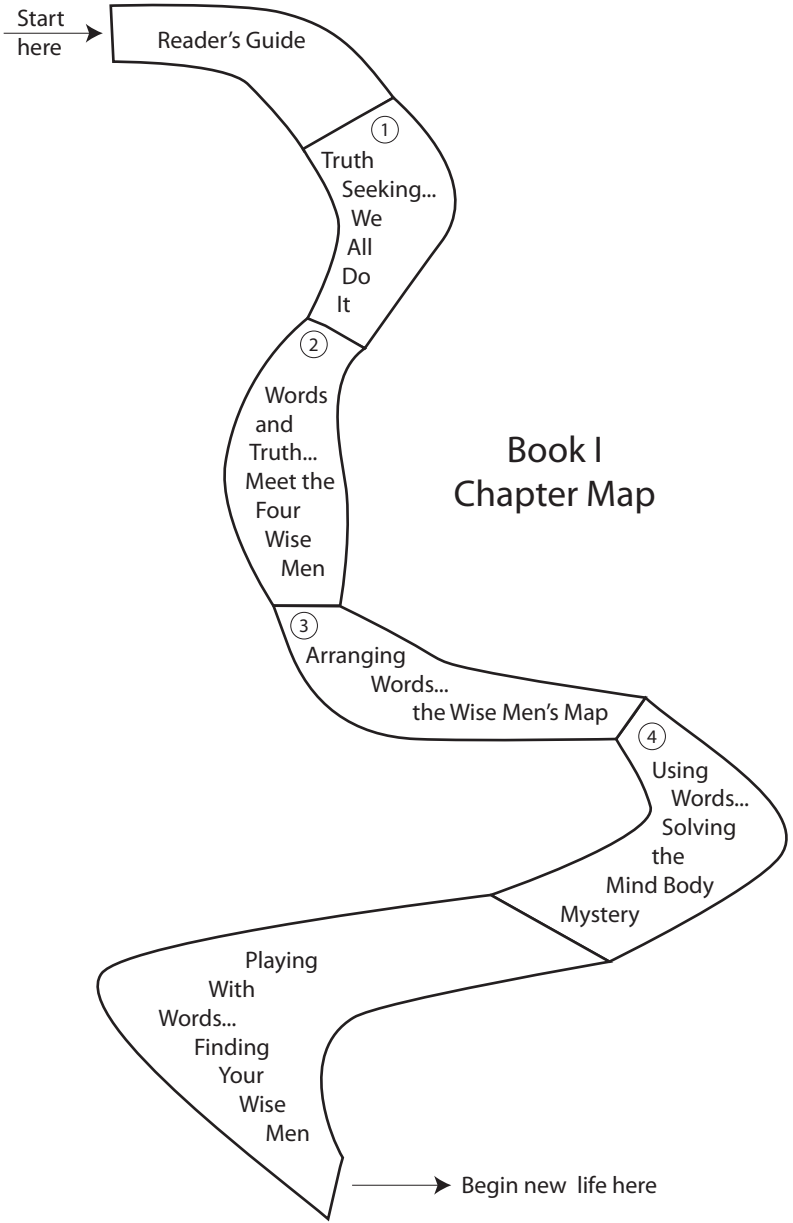 Start
here
Reader’s Guide
1
Truth
Seeking...
We
All
Do
It
2
Words
and
Truth...
Meet the
Four
Wise
Men
Book I
Chapter Map
3
Arranging
Words...
the Wise Men’s Map
4
Using
Words...
Solving
the
Mind Body
Mystery
Playing
With
Words...
Finding
Your
Wise
Men
Begin new life here